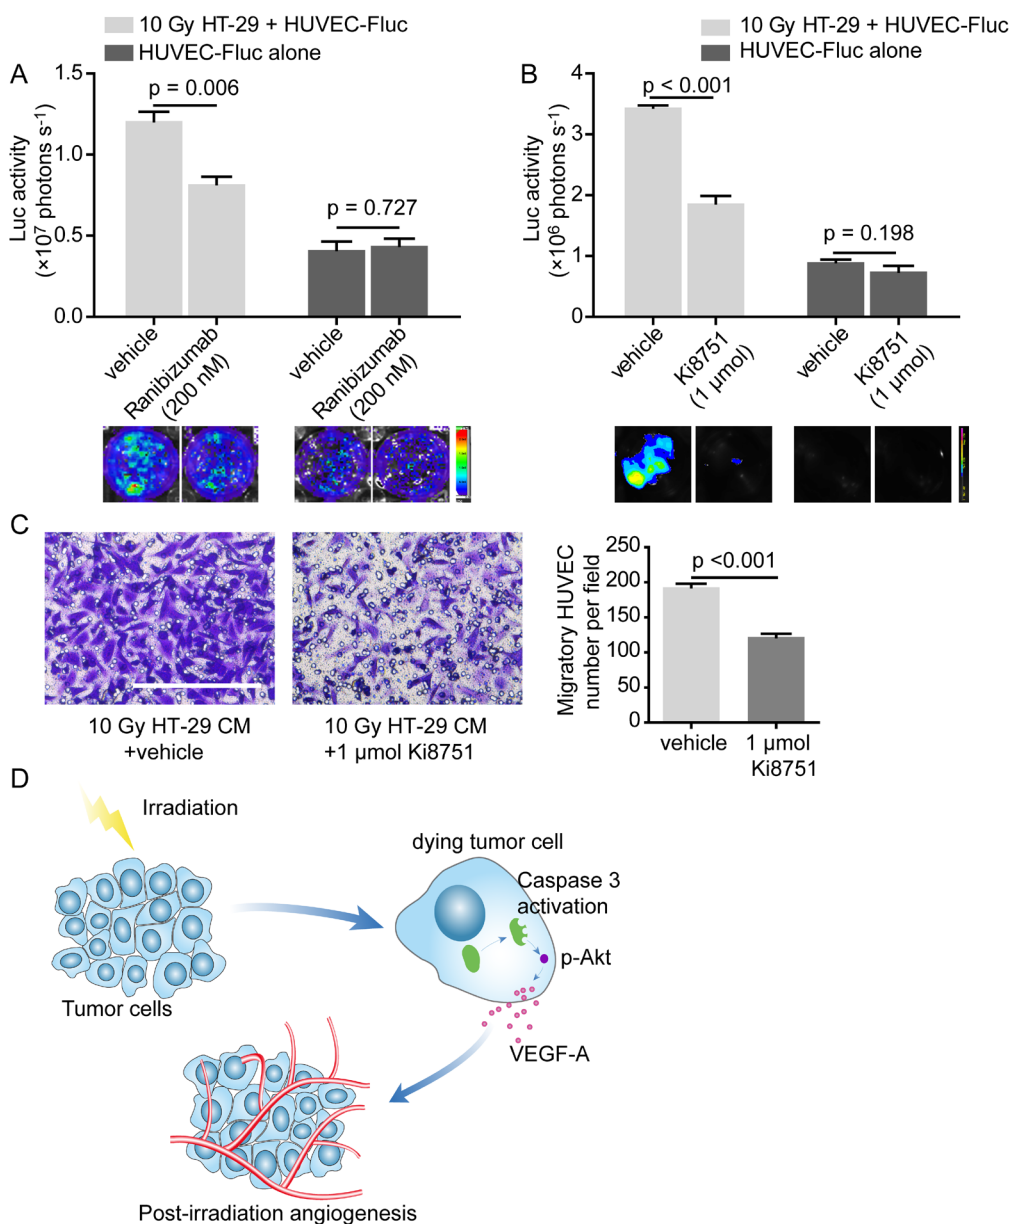 10 Gy HT-29 + HUVEC-Fluc
HUVEC-Fluc alone
A
Luc activity
(×10⁷ photons s⁻¹)
1.5
1.0
0.5
0.0
p = 0.006
p = 0.727
vehicle
Ranibizumab
(200 nM)
vehicle
Ranibizumab
(200 nM)
10 Gy HT-29 + HUVEC-Fluc
HUVEC-Fluc alone
B
Luc activity
(×10⁶ photons s⁻¹)
4
3
2
1
0
p < 0.001
p = 0.198
vehicle
Ki8751
(1 μmol)
vehicle
Ki8751
(1 μmol)
C
10 Gy HT-29 CM
+vehicle
10 Gy HT-29 CM
+1 μmol Ki8751
Migratory HUVEC
number per field
250
200
150
100
50
0
p <0.001
vehicle
1 μmol
Ki8751
D
Irradiation
Tumor cells
dying tumor cell
Caspase 3
activation
p-Akt
VEGF-A
Post-irradiation angiogenesis